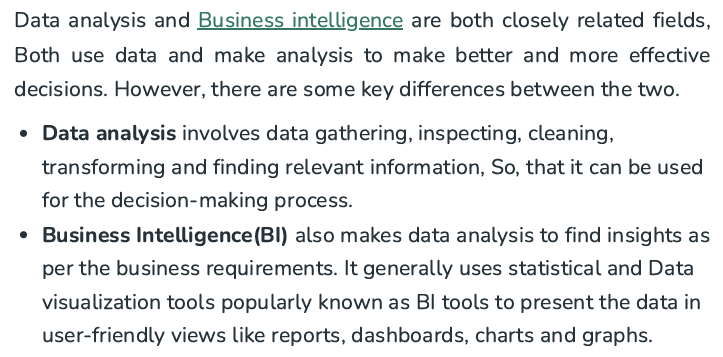 Data analysis and Business intelligence are both closely related fields,
Both use data and make analysis to make better and more effective
decisions. However, there are some key differences between the two.
• Data analysis involves data gathering, inspecting, cleaning,
transforming and finding relevant information, So, that it can be used
for the decision-making process.
• Business Intelligence(BI) also makes data analysis to find insights as
per the business requirements. It generally uses statistical and Data
visualization tools popularly known as BI tools to present the data in
user-friendly views like reports, dashboards, charts and graphs.